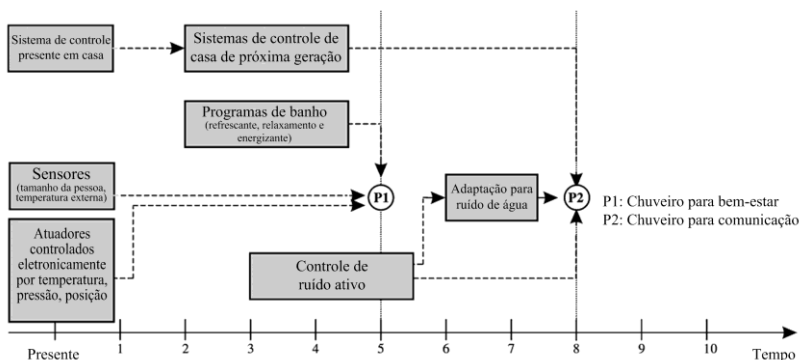 Sistema de controle
presente em casa
Sistemas de controle de
casa de próxima geração
Programas de banho
(refrescante, relaxamento e
energizante)
Sensores
(tamanho da pessoa,
temperatura externa)
P1
Adaptação para
ruído de água
P2
P1: Chuveiro para bem-estar
P2: Chuveiro para comunicação
Atuadores
controlados
eletronicamente
por temperatura,
pressão, posição
Controle de
ruído ativo
1 2 3 4 5 6 7 8 9 10
Presente Tempo